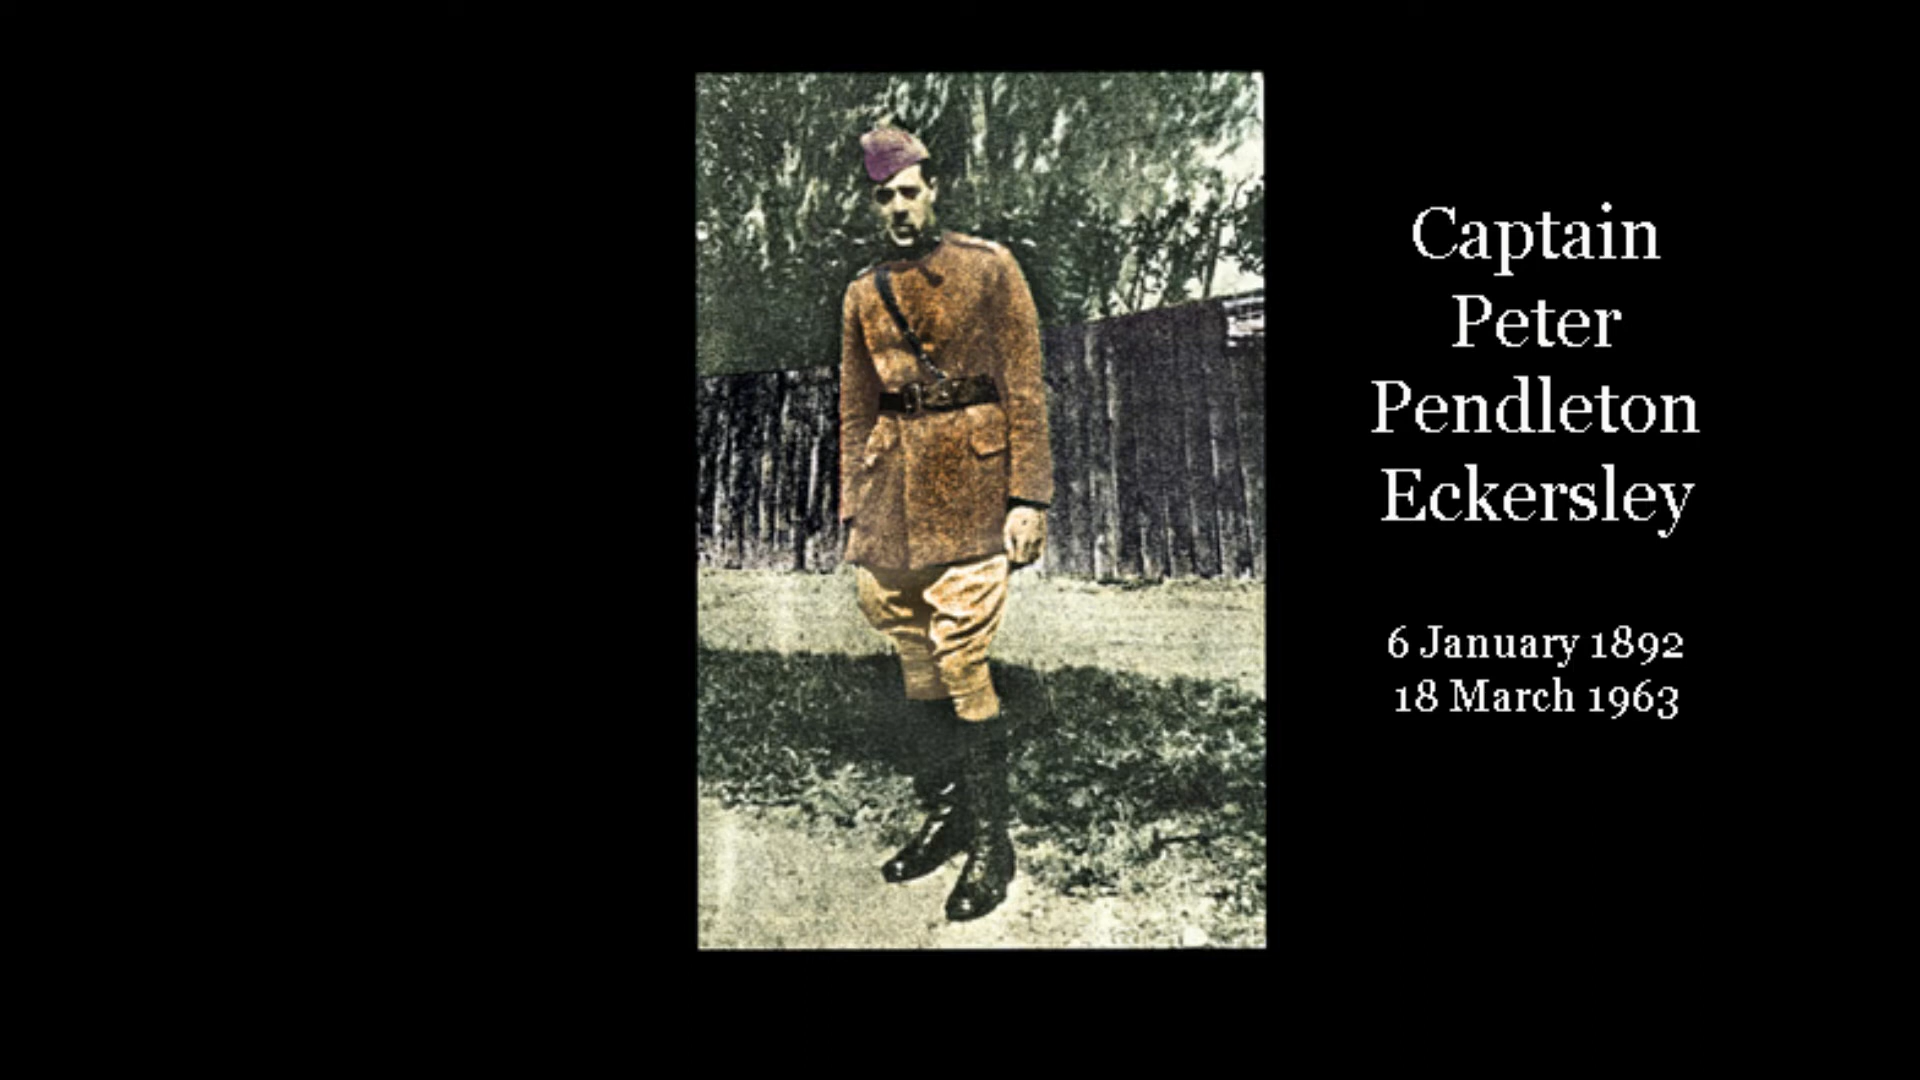 Captain
Peter
Pendleton
Eckersley
6 January 1892
18 March 1963